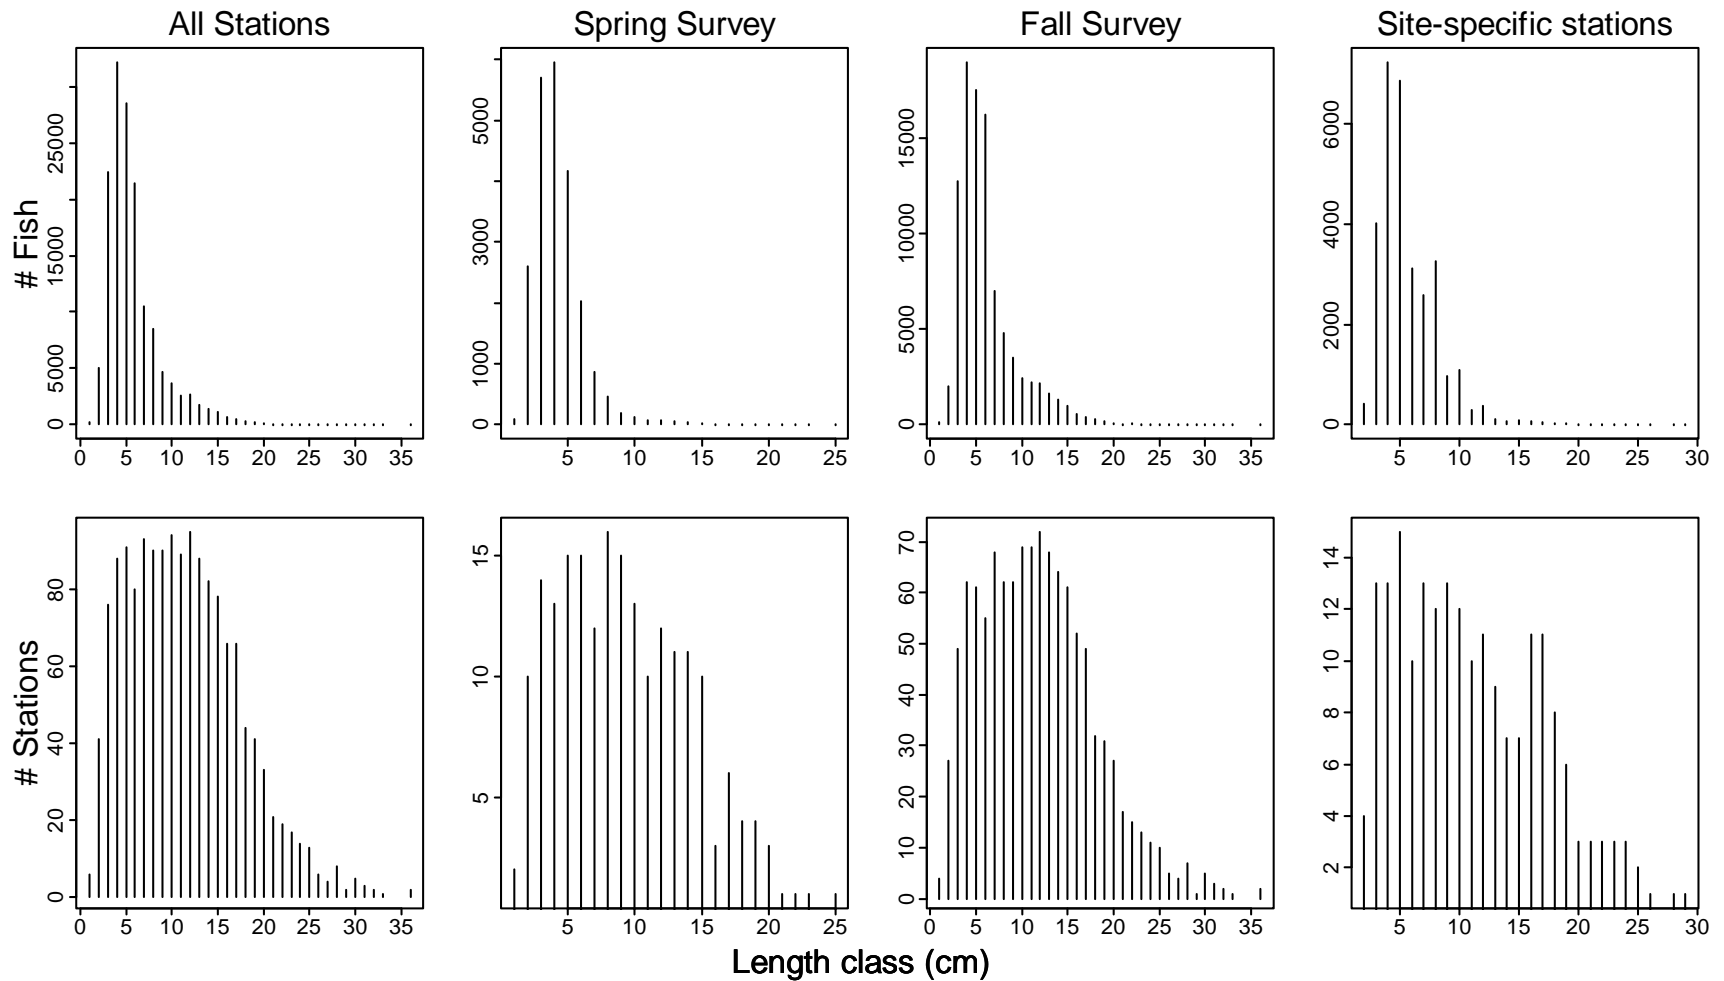 All Stations
Spring Survey
Fall Survey
Site-specific stations
# Fish
0 5000 15000 25000
0 5 10 15 20 25 30 35
0 1000 3000 5000
5 10 15 20 25
0 5000 10000 15000
0 5 10 15 20 25 30 35
0 2000 4000 6000
5 10 15 20 25 30
# Stations
0 20 40 60 80
0 5 10 15 20 25 30 35
5 10 15
5 10 15 20 25
0 10 20 30 40 50 60 70
0 5 10 15 20 25 30 35
2 4 6 8 10 12 14
5 10 15 20 25 30
Length class (cm)